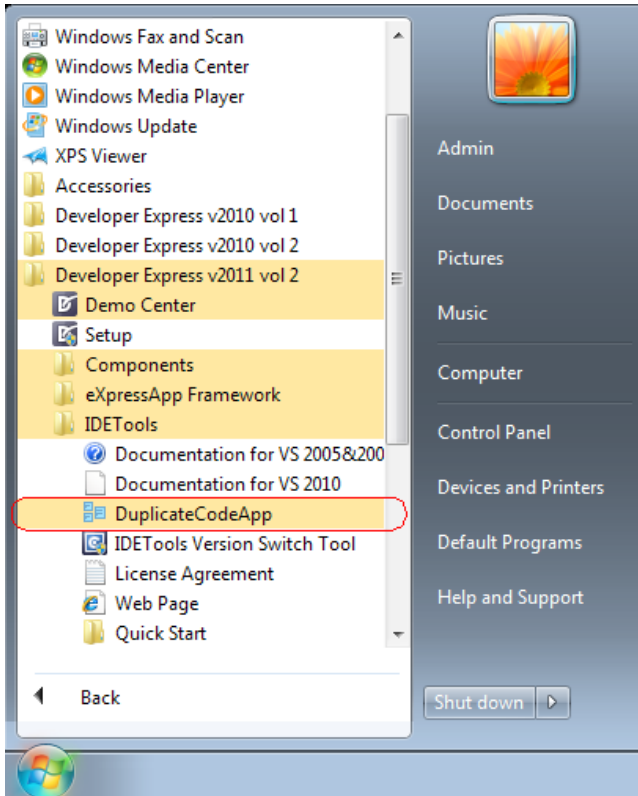 Windows Fax and Scan
Windows Media Center
Windows Media Player
Windows Update
XPS Viewer
Accessories
Developer Express v2010 vol 1
Developer Express v2010 vol 2
Developer Express v2011 vol 2
Demo Center
Setup
Components
eXpressApp Framework
IDETools
Documentation for VS 2005&200
Documentation for VS 2010
DuplicateCodeApp
IDETools Version Switch Tool
License Agreement
Web Page
Quick Start
Back
Admin
Documents
Pictures
Music
Computer
Control Panel
Devices and Printers
Default Programs
Help and Support
Shut down